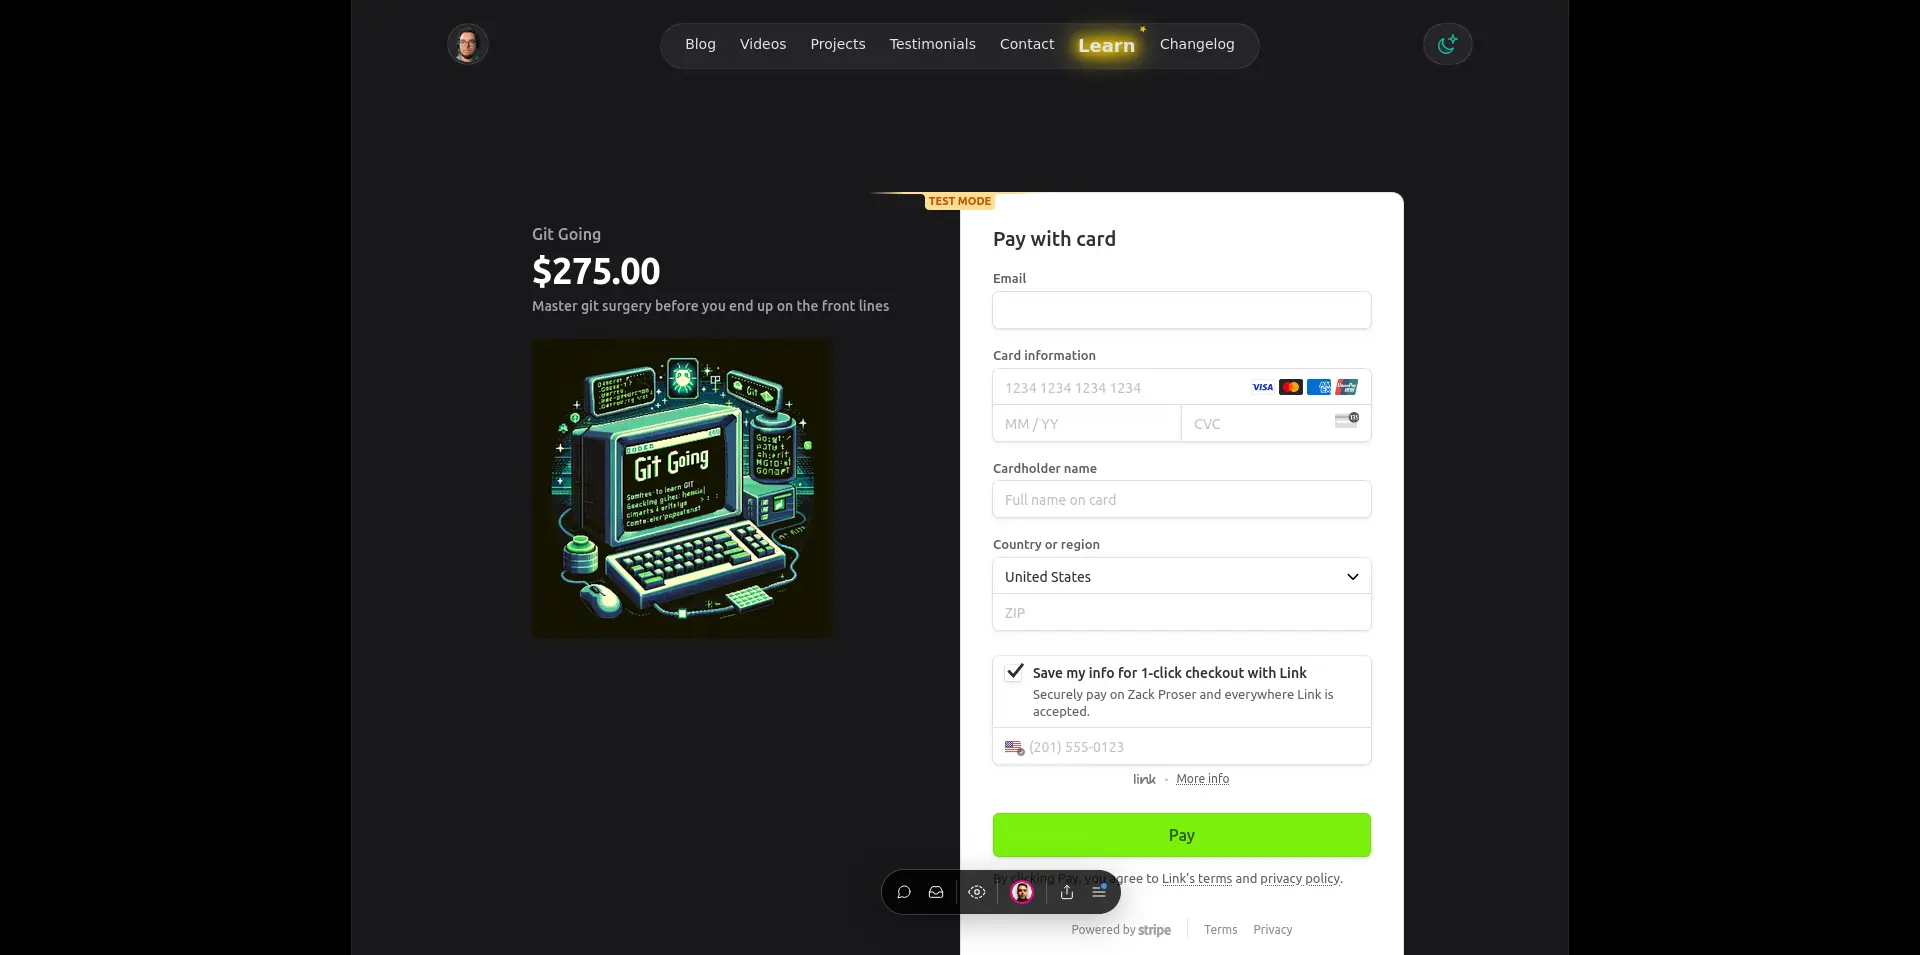 Blog Videos Projects Testimonials Contact Learn Changelog
TEST MODE
Git Going
$275.00
Master git surgery before you end up on the front lines
Git
Git Going
Pay with card
Email
Card information
1234 1234 1234 1234
VISA
MM / YY
CVC
135
Cardholder name
Full name on card
Country or region
United States
ZIP
Save my info for 1-click checkout with Link
Securely pay on Zack Proser and everywhere Link is
accepted.
(201) 555-0123
link - More info
Pay
By clicking Pay, you agree to Link's terms and privacy policy.
Powered by stripe Terms Privacy